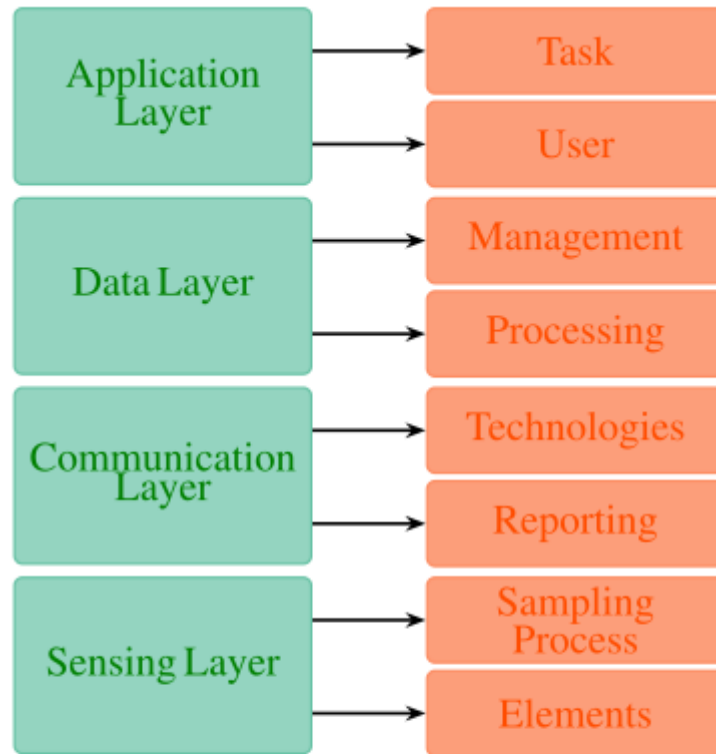 Application
Layer
Task
User
Data Layer
Management
Processing
Communication
Layer
Technologies
Reporting
Sensing Layer
Sampling
Process
Elements